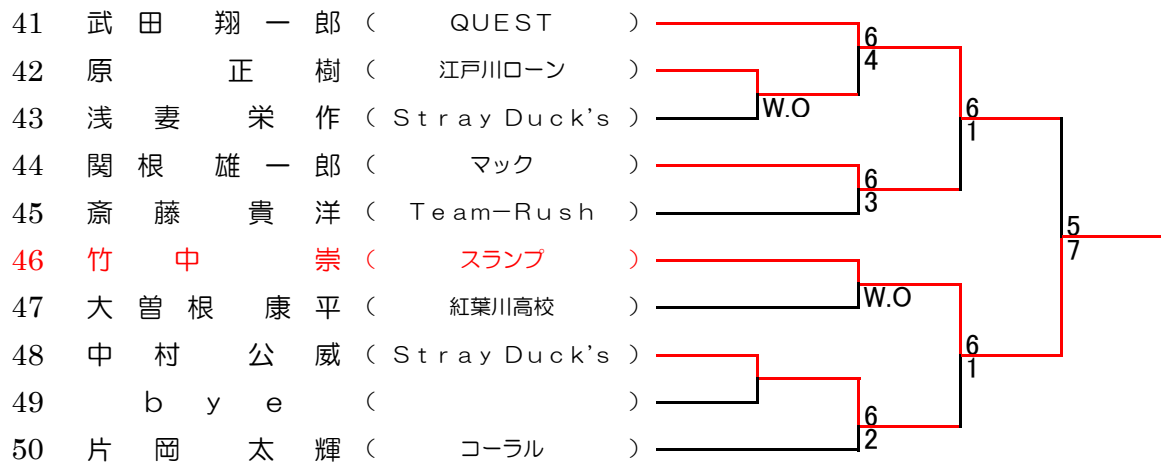 41 武田 翔一郎 ( QUEST )
42 原 正樹 ( 江戸川ローン )
43 浅妻 栄作 ( Stray Duck's )
44 関根 雄一郎 ( マック )
45 斎藤 貴洋 ( Team-Rush )
46 竹中 崇 ( スランプ )
47 大曽根 康平 ( 紅葉川高校 )
48 中村 公威 ( Stray Duck's )
49 bye ( )
50 片岡 太輝 ( コーラル )
6
4
W.O
6
3
W.O
6
2
6
1
6
1
5
7